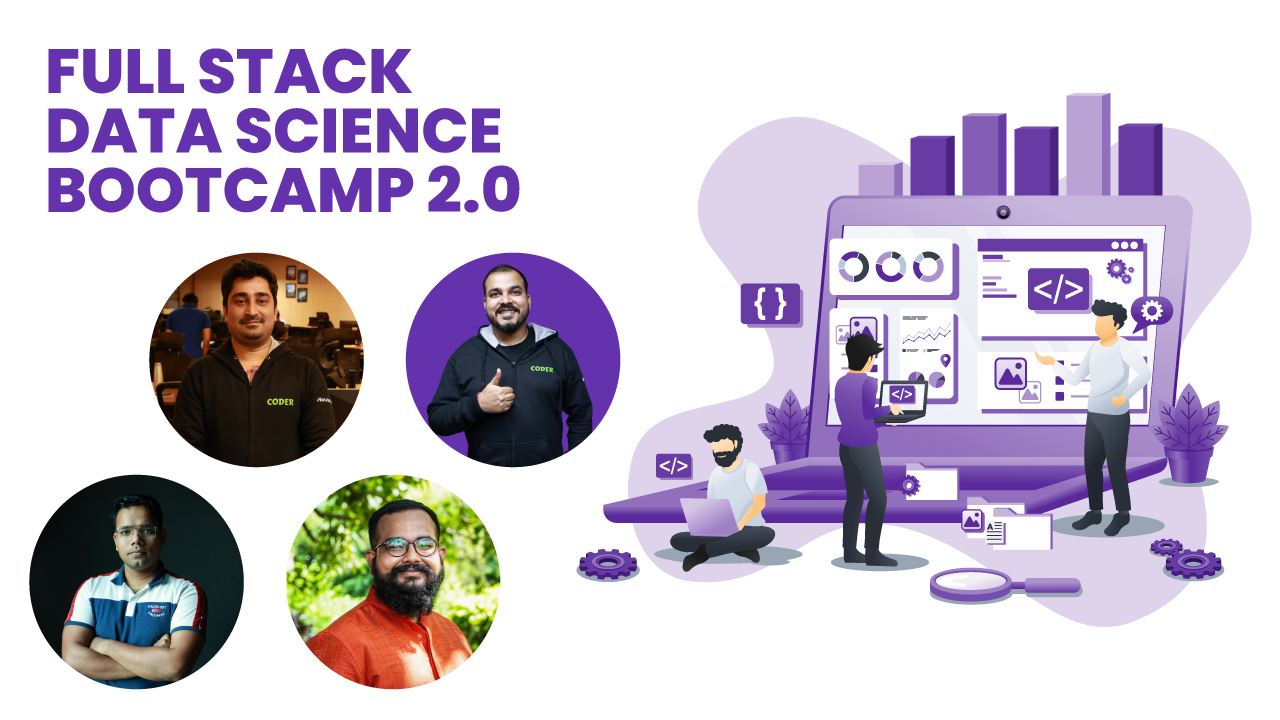 FULL STACK
DATA SCIENCE
BOOTCAMP 2.0
CODER
CODER
{ }
</>
</>
</>
</>
A